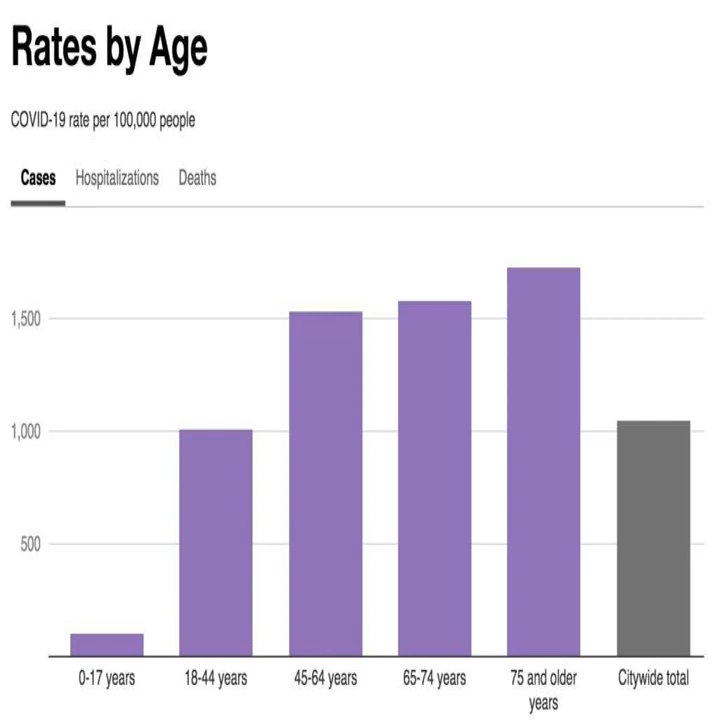 Rates by Age
COVID-19 rate per 100,000 people
Cases Hospitalizations Deaths
1,500
1,000
500
0-17 years 18-44 years 45-64 years 65-74 years 75 and older years Citywide total